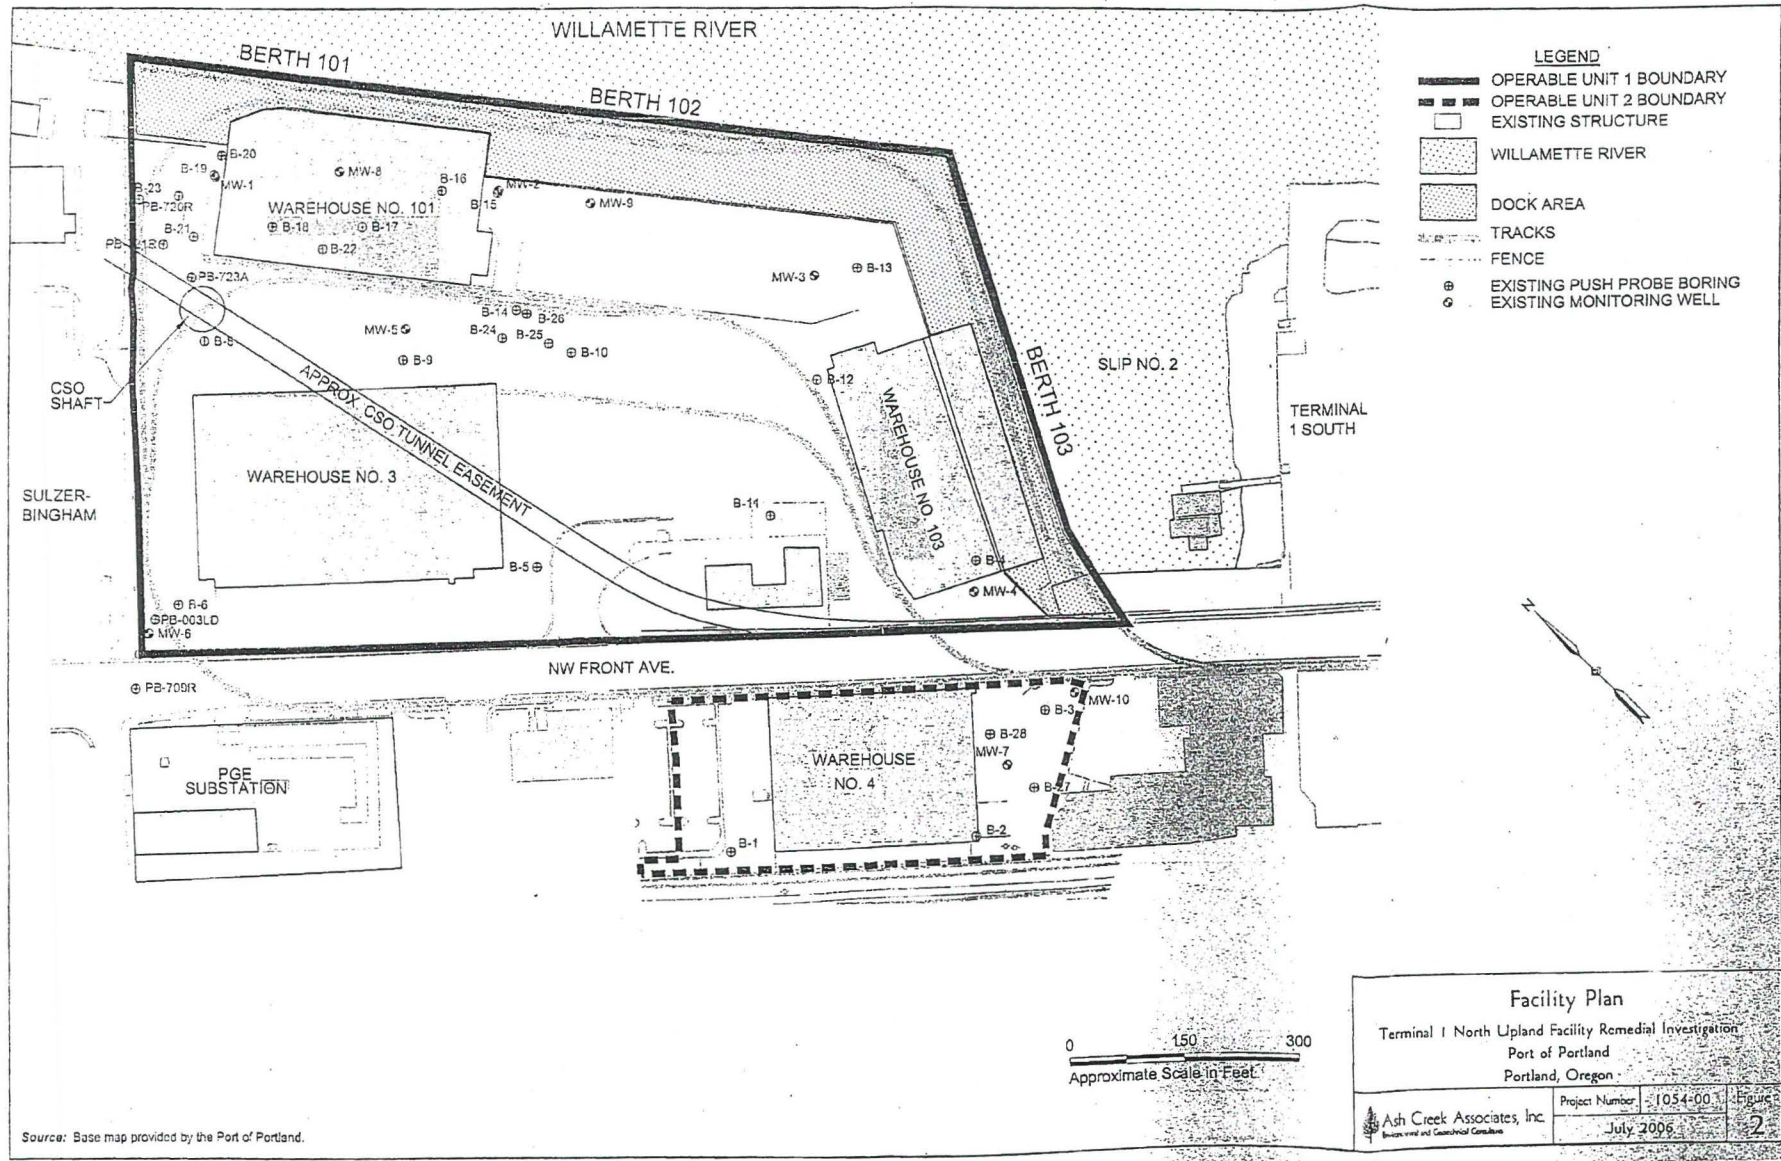 WILLAMETTE RIVER
BERTH 101
BERTH 102
BERTH 103
LEGEND
OPERABLE UNIT 1 BOUNDARY
OPERABLE UNIT 2 BOUNDARY
EXISTING STRUCTURE
WILLAMETTE RIVER
DOCK AREA
TRACKS
FENCE
EXISTING PUSH PROBE BORING
EXISTING MONITORING WELL
B-20
B-19
MW-1
MW-8
B-16
MW-2
B-15
MW-9
B-23
PB-720R
WAREHOUSE NO. 101
B-18
B-17
B-21
B-22
PB-723A
MW-3
B-13
B-14
B-26
MW-5
B-24
B-25
B-8
B-9
B-10
CSO
SHAFT
APPROX. CSO TUNNEL EASEMENT
B-12
SLIP NO. 2
WAREHOUSE NO. 103
TERMINAL
1 SOUTH
WAREHOUSE NO. 3
SULZER-
BINGHAM
B-11
B-5
B-4
MW-4
B-6
PB-003LD
MW-6
NW FRONT AVE.
PB-709R
MW-10
B-3
B-28
MW-7
WAREHOUSE
NO. 4
B-27
PGE
SUBSTATION
B-1
B-2
N
0 150 300
Approximate Scale in Feet
Facility Plan
Terminal 1 North Upland Facility Remedial Investigation
Port of Portland
Portland, Oregon
Ash Creek Associates, Inc.
Environmental and Geotechnical Consultants
Project Number 1054-00
July 2006
Figure
2
Source: Base map provided by the Port of Portland.